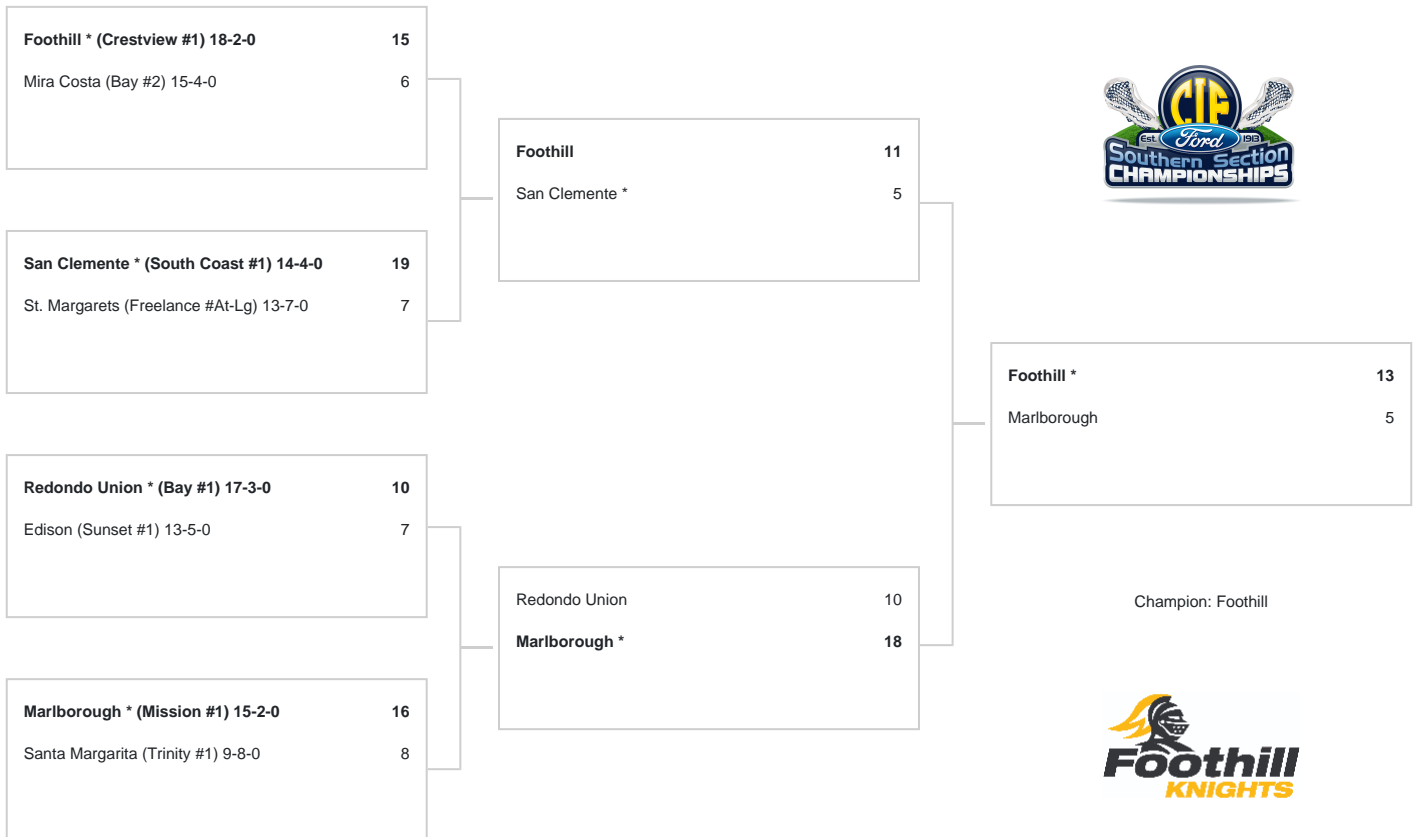 Foothill * (Crestview #1) 18-2-0 15
Mira Costa (Bay #2) 15-4-0 6
San Clemente * (South Coast #1) 14-4-0 19
St. Margarets (Freelance #At-Lg) 13-7-0 7
Redondo Union * (Bay #1) 17-3-0 10
Edison (Sunset #1) 13-5-0 7
Marlborough * (Mission #1) 15-2-0 16
Santa Margarita (Trinity #1) 9-8-0 8
Foothill 11
San Clemente * 5
Redondo Union 10
Marlborough * 18
CIF
Est. Ford 1913
Southern Section
CHAMPIONSHIPS
Foothill * 13
Marlborough 5
Champion: Foothill
Foothill
KNIGHTS